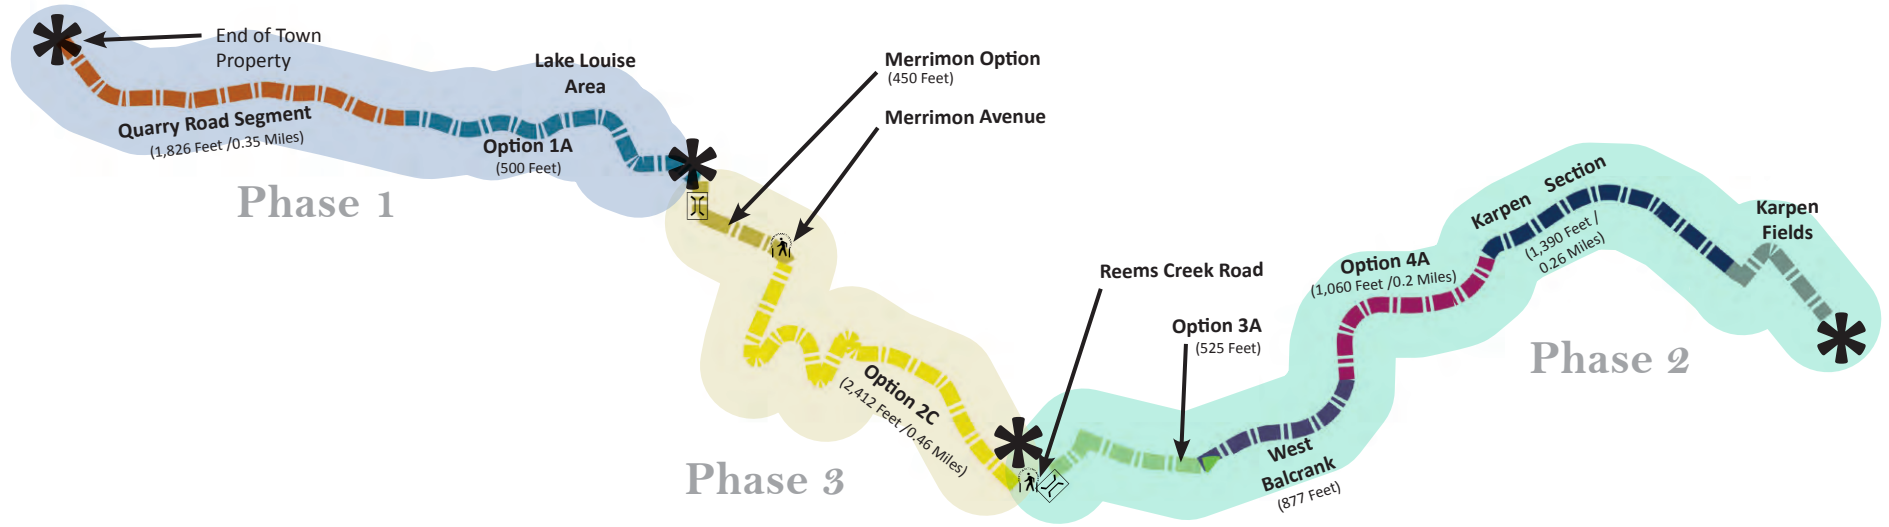 End of Town
Property
Quarry Road Segment
(1,826 Feet /0.35 Miles)
Lake Louise
Area
Option 1A
(500 Feet)
Phase 1
Merrimon Option
(450 Feet)
Merrimon Avenue
Option 2C
(2,412 Feet /0.46 Miles)
Phase 3
Reems Creek Road
Option 3A
(525 Feet)
West
Balcrank
(877 Feet)
Option 4A
(1,060 Feet /0.2 Miles)
Karpen Section
(1,390 Feet /
0.26 Miles)
Karpen
Fields
Phase 2